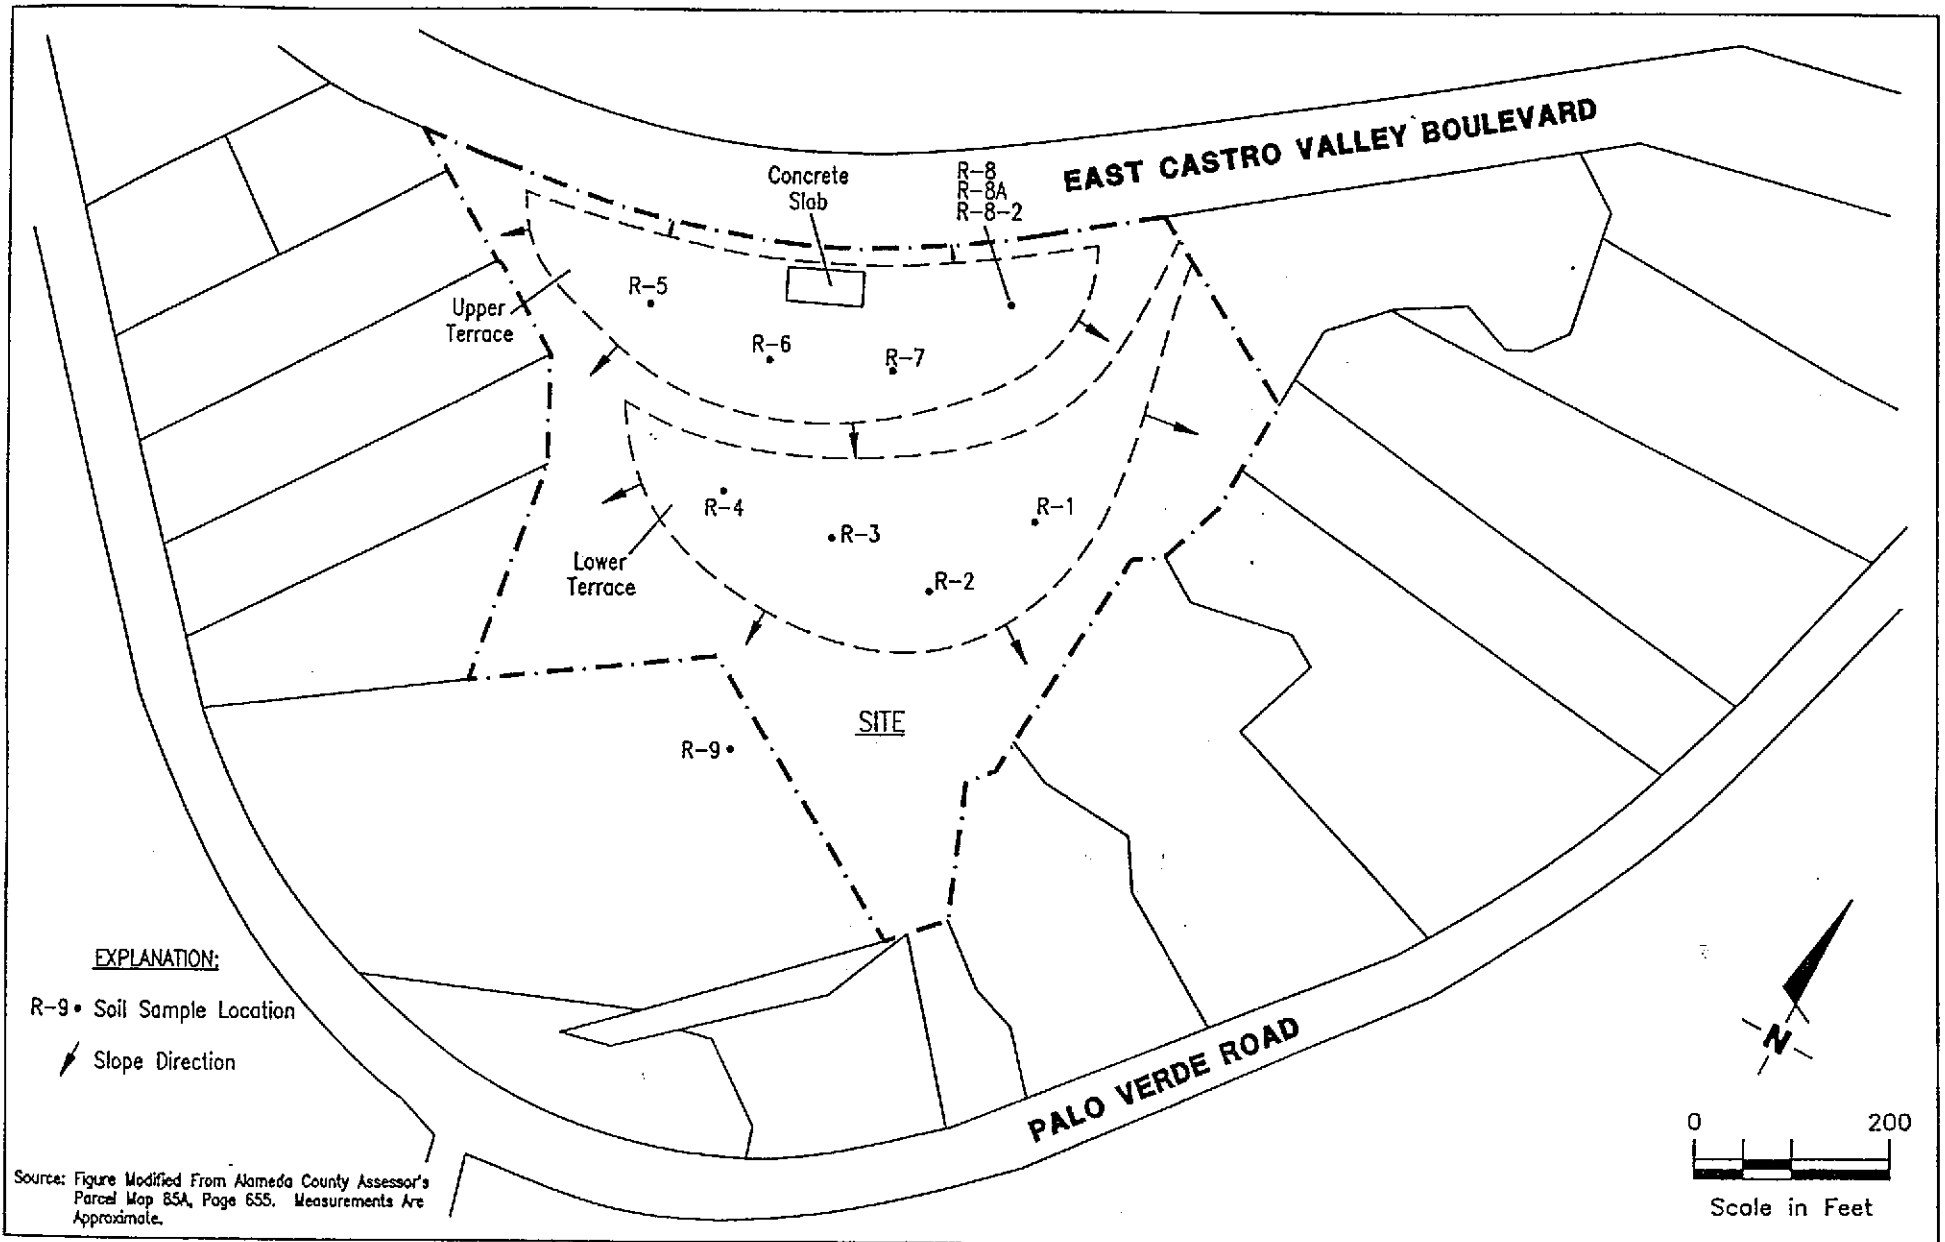 EAST CASTRO VALLEY BOULEVARD
Concrete
Slab
R-8
R-8A
R-8-2
R-5
Upper
Terrace
R-6
R-7
R-4
R-1
R-3
Lower
Terrace
R-2
SITE
R-9
EXPLANATION:
R-9 Soil Sample Location
Slope Direction
PALO VERDE ROAD
N
0 200
Scale in Feet
Source: Figure Modified From Alameda County Assessor's
Parcel Map 85A, Page 655. Measurements Are
Approximate.